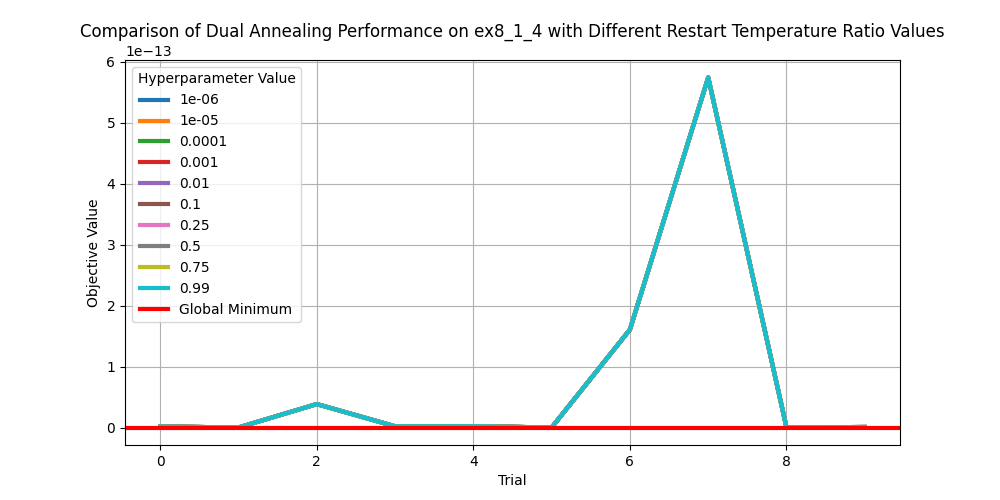 Comparison of Dual Annealing Performance on ex8_1_4 with Different Restart Temperature Ratio Values
1e−13
6
5
4
3
2
1
0
Objective Value
Hyperparameter Value
1e-06
1e-05
0.0001
0.001
0.01
0.1
0.25
0.5
0.75
0.99
Global Minimum
0 2 4 6 8
Trial